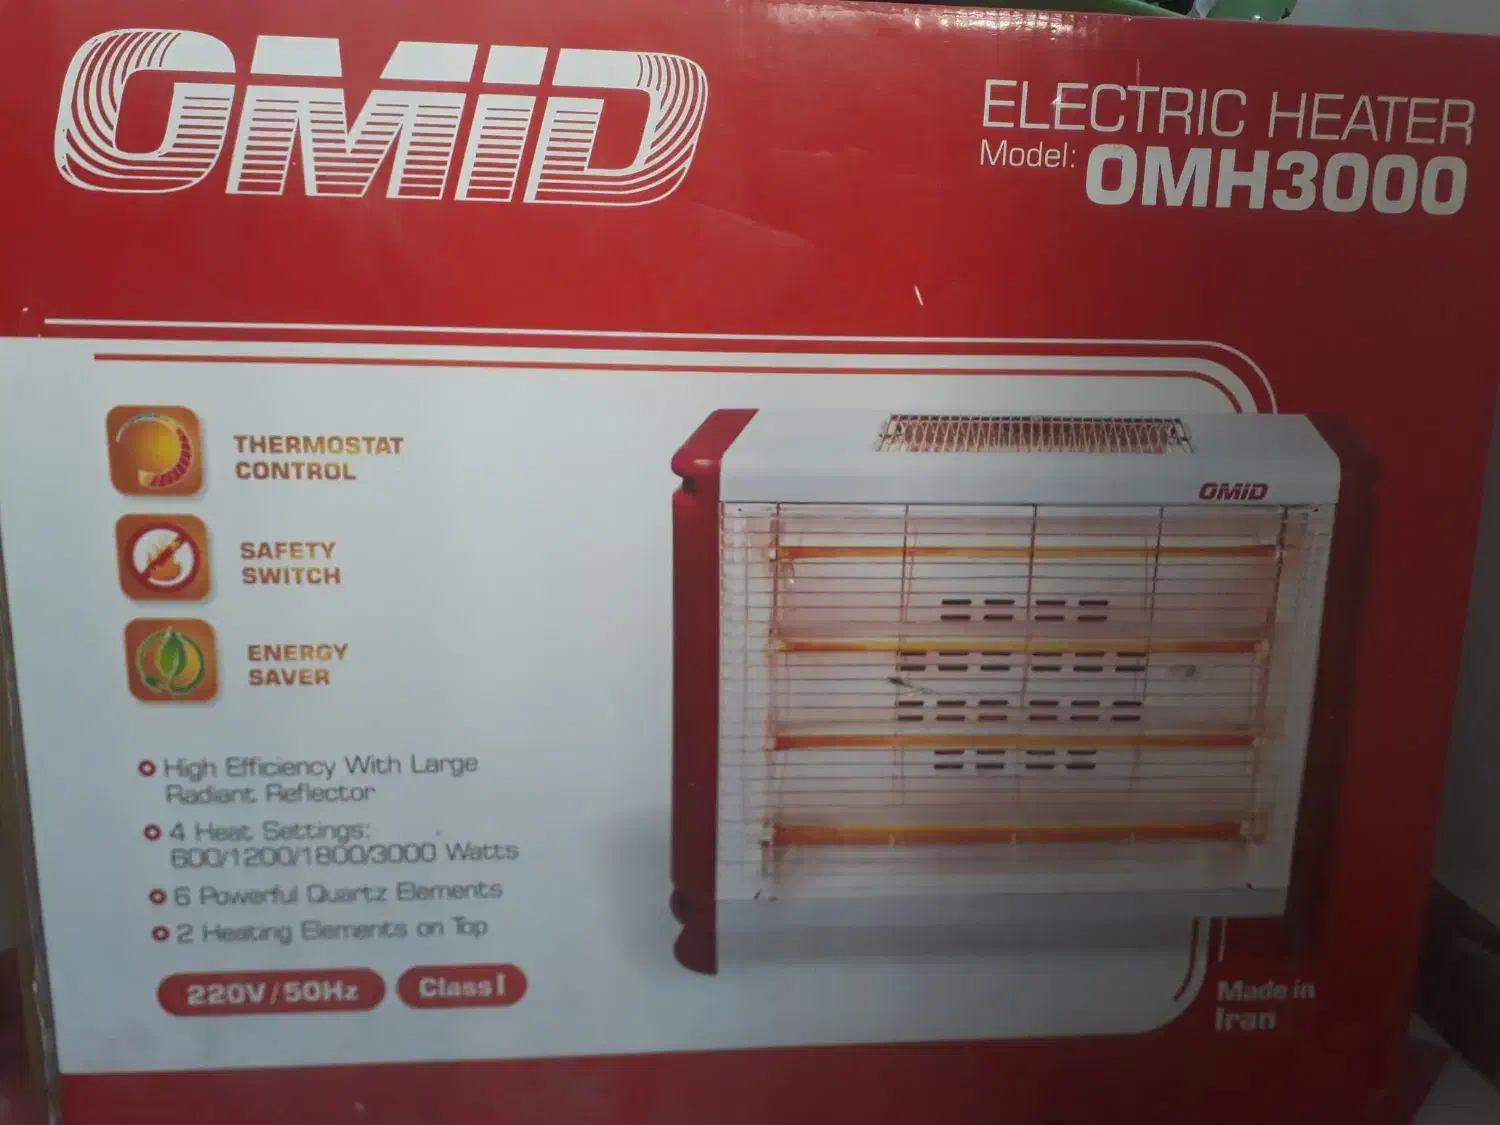 OMID
ELECTRIC HEATER
Model: OMH3000
THERMOSTAT
CONTROL
SAFETY
SWITCH
ENERGY
SAVER
High Efficiency With Large
Radiant Reflector
4 Heat Settings:
600/1200/1800/3000 Watts
6 Powerful Quartz Elements
2 Heating Elements on Top
220V/50Hz
Class I
OMID
Made in
Iran